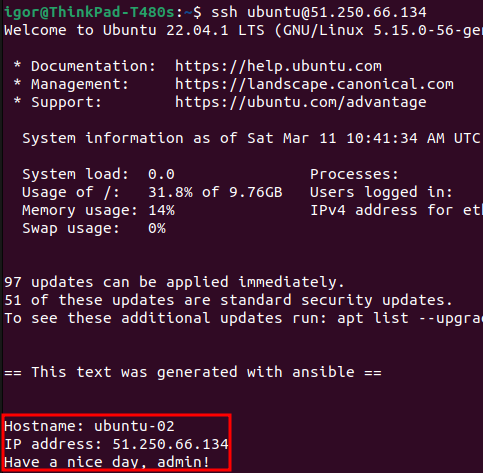 igor@ThinkPad-T480s:~$ ssh ubuntu@51.250.66.134
Welcome to Ubuntu 22.04.1 LTS (GNU/Linux 5.15.0-56-gen
* Documentation: https://help.ubuntu.com
* Management: https://landscape.canonical.com
* Support: https://ubuntu.com/advantage
System information as of Sat Mar 11 10:41:34 AM UTC
System load: 0.0 Processes:
Usage of /: 31.8% of 9.76GB Users logged in:
Memory usage: 14% IPv4 address for eth
Swap usage: 0%
97 updates can be applied immediately.
51 of these updates are standard security updates.
To see these additional updates run: apt list --upgra
== This text was generated with ansible ==
Hostname: ubuntu-02
IP address: 51.250.66.134
Have a nice day, admin!